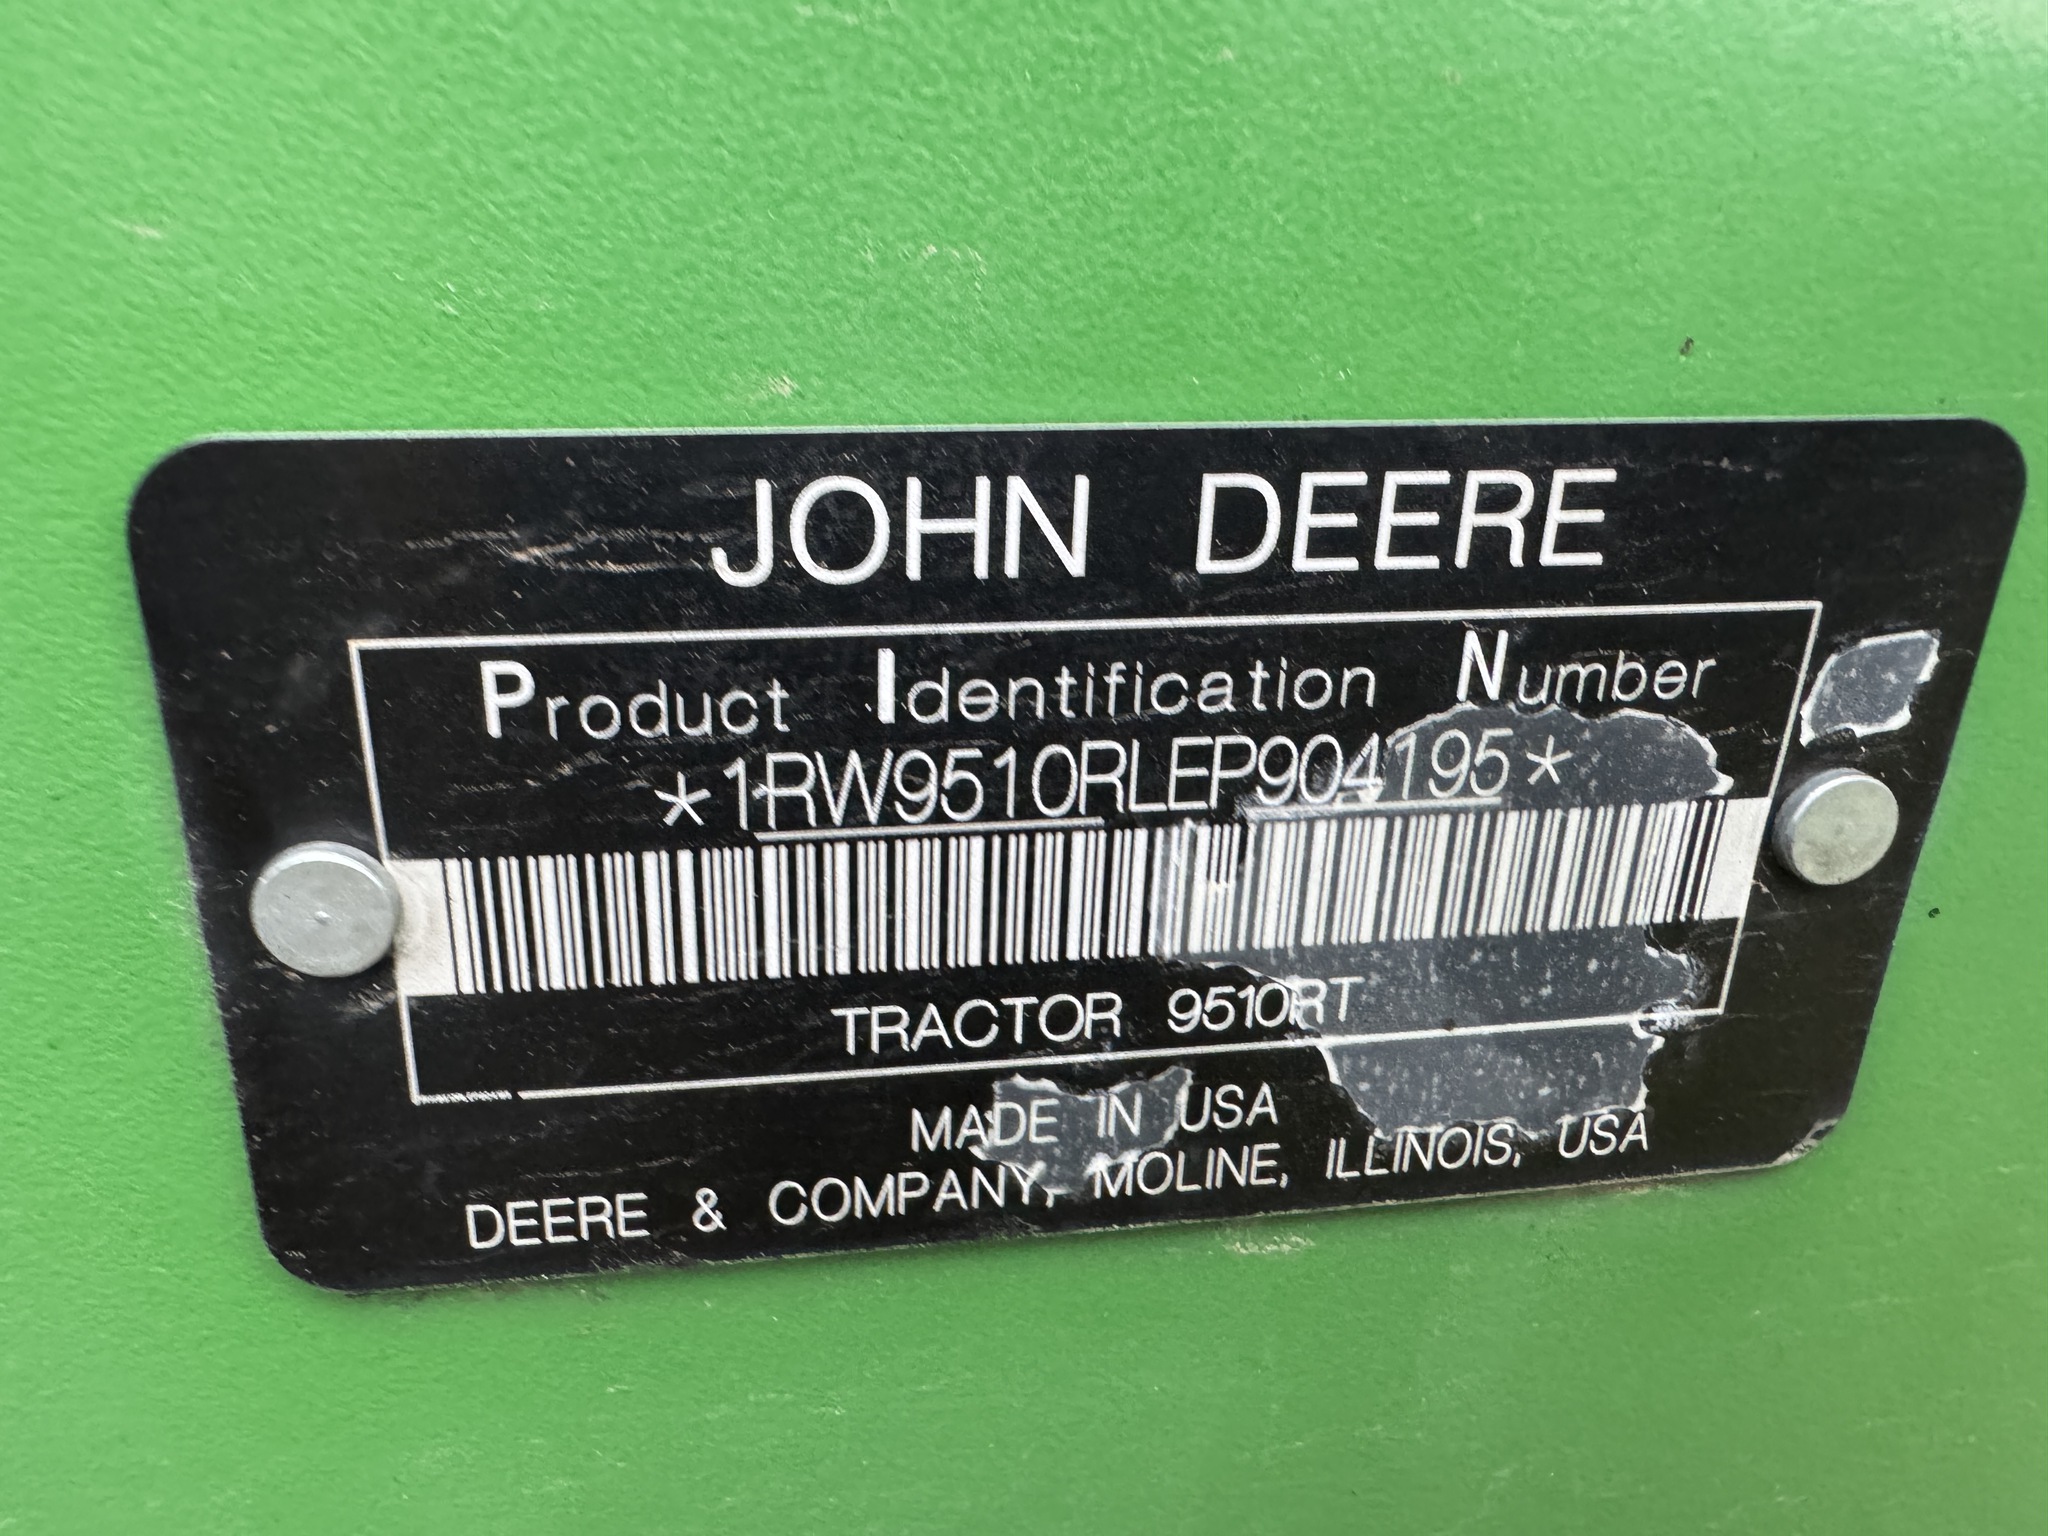 JOHN DEERE
Product Identification Number
*1RW9510RLEP904195*
TRACTOR 9510RT
MADE IN USA
DEERE & COMPANY, MOLINE, ILLINOIS, USA